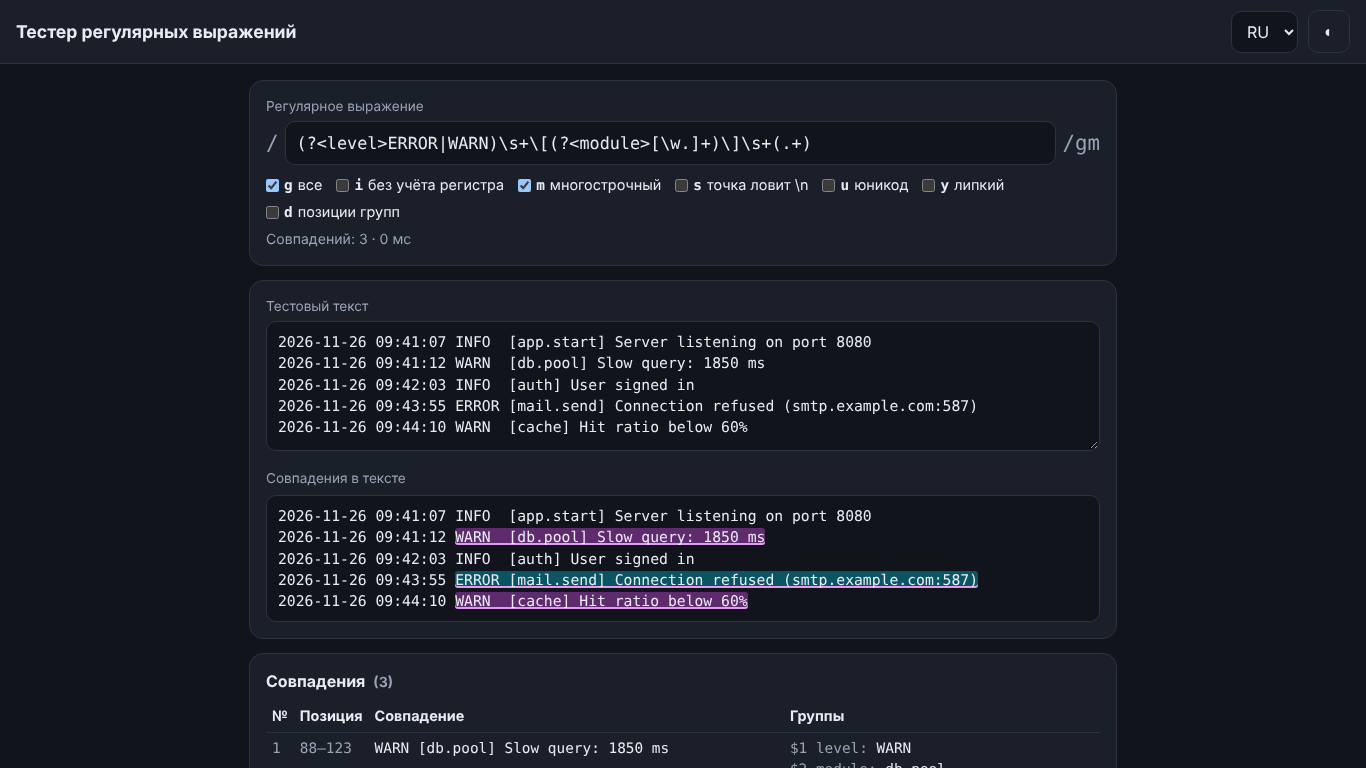 Тестер регулярных выражений
RU
Регулярное выражение
/ (?<level>ERROR|WARN)\s+\[(?<module>[\w.]+)\]\s+(.+) /gm
g все i без учёта регистра m многострочный s точка ловит \n u юникод y липкий
d позиции групп
Совпадений: 3 · 0 мс
Тестовый текст
2026-11-26 09:41:07 INFO  [app.start] Server listening on port 8080
2026-11-26 09:41:12 WARN  [db.pool] Slow query: 1850 ms
2026-11-26 09:42:03 INFO  [auth] User signed in
2026-11-26 09:43:55 ERROR [mail.send] Connection refused (smtp.example.com:587)
2026-11-26 09:44:10 WARN  [cache] Hit ratio below 60%
Совпадения в тексте
2026-11-26 09:41:07 INFO  [app.start] Server listening on port 8080
2026-11-26 09:41:12 WARN  [db.pool] Slow query: 1850 ms
2026-11-26 09:42:03 INFO  [auth] User signed in
2026-11-26 09:43:55 ERROR [mail.send] Connection refused (smtp.example.com:587)
2026-11-26 09:44:10 WARN  [cache] Hit ratio below 60%
Совпадения (3)
№ Позиция Совпадение Группы
1 88–123 WARN [db.pool] Slow query: 1850 ms $1 level: WARN
$2 module: db.pool